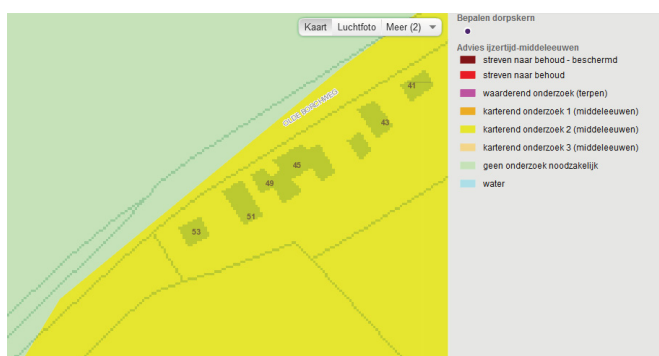 Kaart Luchtfoto Meer (2)
Bepalen dorpskern
Advies ijzertijd-middeleeuwen
streven naar behoud - beschermd
streven naar behoud
waarderend onderzoek (terpen)
karterend onderzoek 1 (middeleeuwen)
karterend onderzoek 2 (middeleeuwen)
karterend onderzoek 3 (middeleeuwen)
geen onderzoek noodzakelijk
water
41
43
45
49
51
53